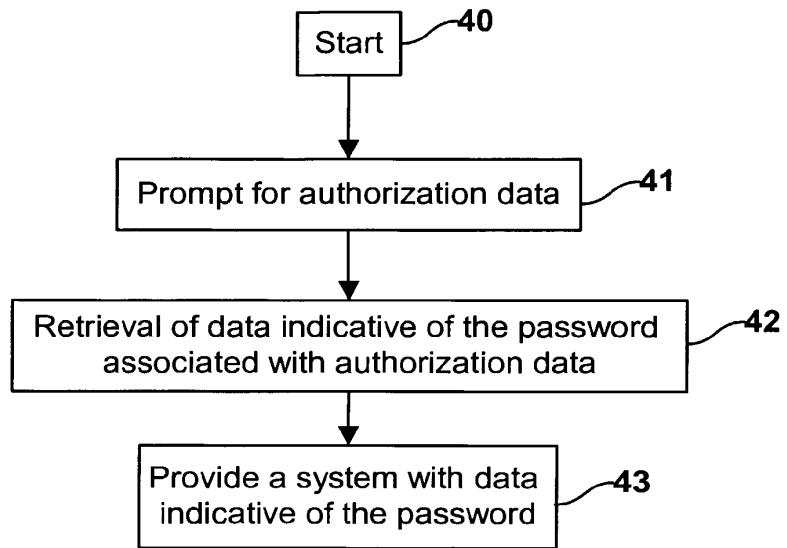 Start
40
Prompt for authorization data
41
Retrieval of data indicative of the password
associated with authorization data
42
Provide a system with data
indicative of the password
43